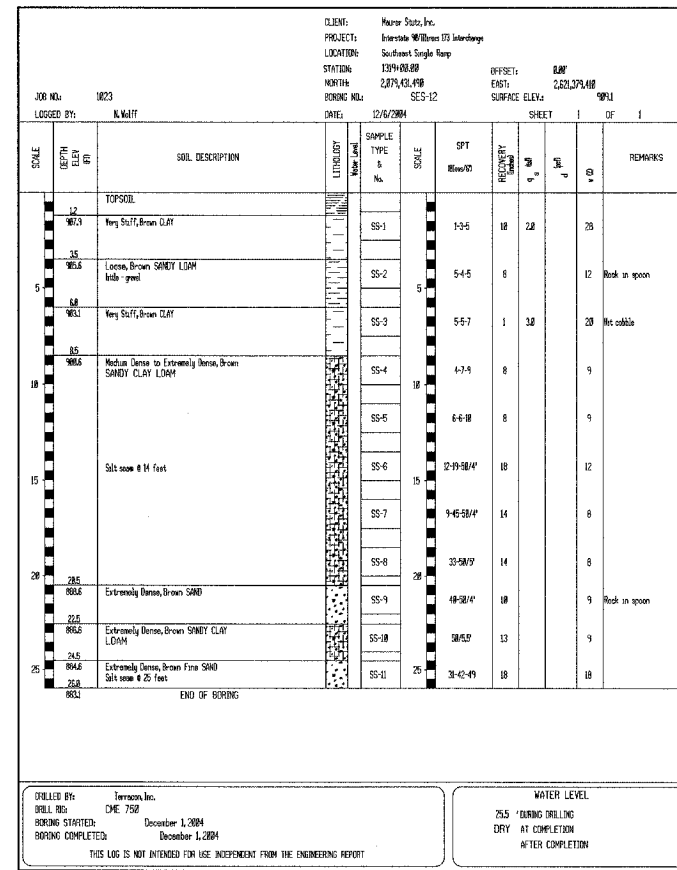 CLIENT: Maurer Stutz, Inc.
PROJECT: Interstate 90/Illinois 173 Interchange
LOCATION: Southeast Single Ramp
STATION: 1319+00.00 OFFSET: 0.00'
NORTH: 2,079,431.490 EAST: 2,621,379.410
JOB NO.: 1023 BORING NO.: SES-12 SURFACE ELEV.: 909.1
LOGGED BY: N. Wolff DATE: 12/6/2004 SHEET 1 OF 1
SCALE DEPTH ELEV (FT) SOIL DESCRIPTION LITHOLOGY Water Level SAMPLE TYPE & No. SCALE SPT (Blows/6") RECOVERY (inches) (tsf) (pcf) w (%) REMARKS
TOPSOIL
1.2
907.9 Very Stiff, Brown CLAY SS-1 1-3-5 10 2.0 28
3.5
905.6 Loose, Brown SANDY LOAM SS-2 5-4-5 8 12 Rock in spoon
little - gravel
5 5
6.0
903.1 Very Stiff, Brown CLAY SS-3 5-5-7 1 3.0 20 Hit cobble
8.5
900.6 Medium Dense to Extremely Dense, Brown SS-4 4-7-9 8 9
SANDY CLAY LOAM
10 10
SS-5 6-6-10 8 9
Silt seam @ 14 feet SS-6 12-19-50/4" 18 12
15 15
SS-7 9-45-50/4" 14 8
SS-8 33-50/5" 14 8
20 20
20.5
888.6 Extremely Dense, Brown SAND SS-9 40-50/4" 10 9 Rock in spoon
22.5
886.6 Extremely Dense, Brown SANDY CLAY SS-10 50/5.5" 13 9
LOAM
24.5
884.6 Extremely Dense, Brown Fine SAND
25 Silt seam @ 25 feet SS-11 25 31-42-49 18 10
26.0
883.1 END OF BORING
DRILLED BY: Terracon, Inc.
DRILL RIG: CME 750
BORING STARTED: December 1, 2004
BORING COMPLETED: December 1, 2004
THIS LOG IS NOT INTENDED FOR USE INDEPENDENT FROM THE ENGINEERING REPORT
WATER LEVEL
25.5 ' DURING DRILLING
DRY AT COMPLETION
AFTER COMPLETION